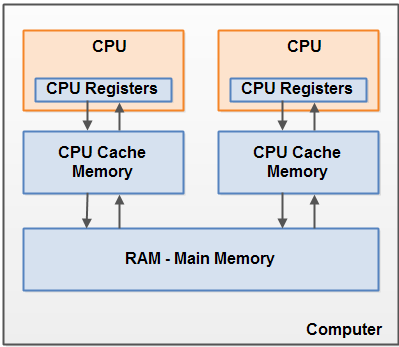 CPU
CPU
CPU Registers
CPU Registers
CPU Cache
Memory
CPU Cache
Memory
RAM - Main Memory
Computer